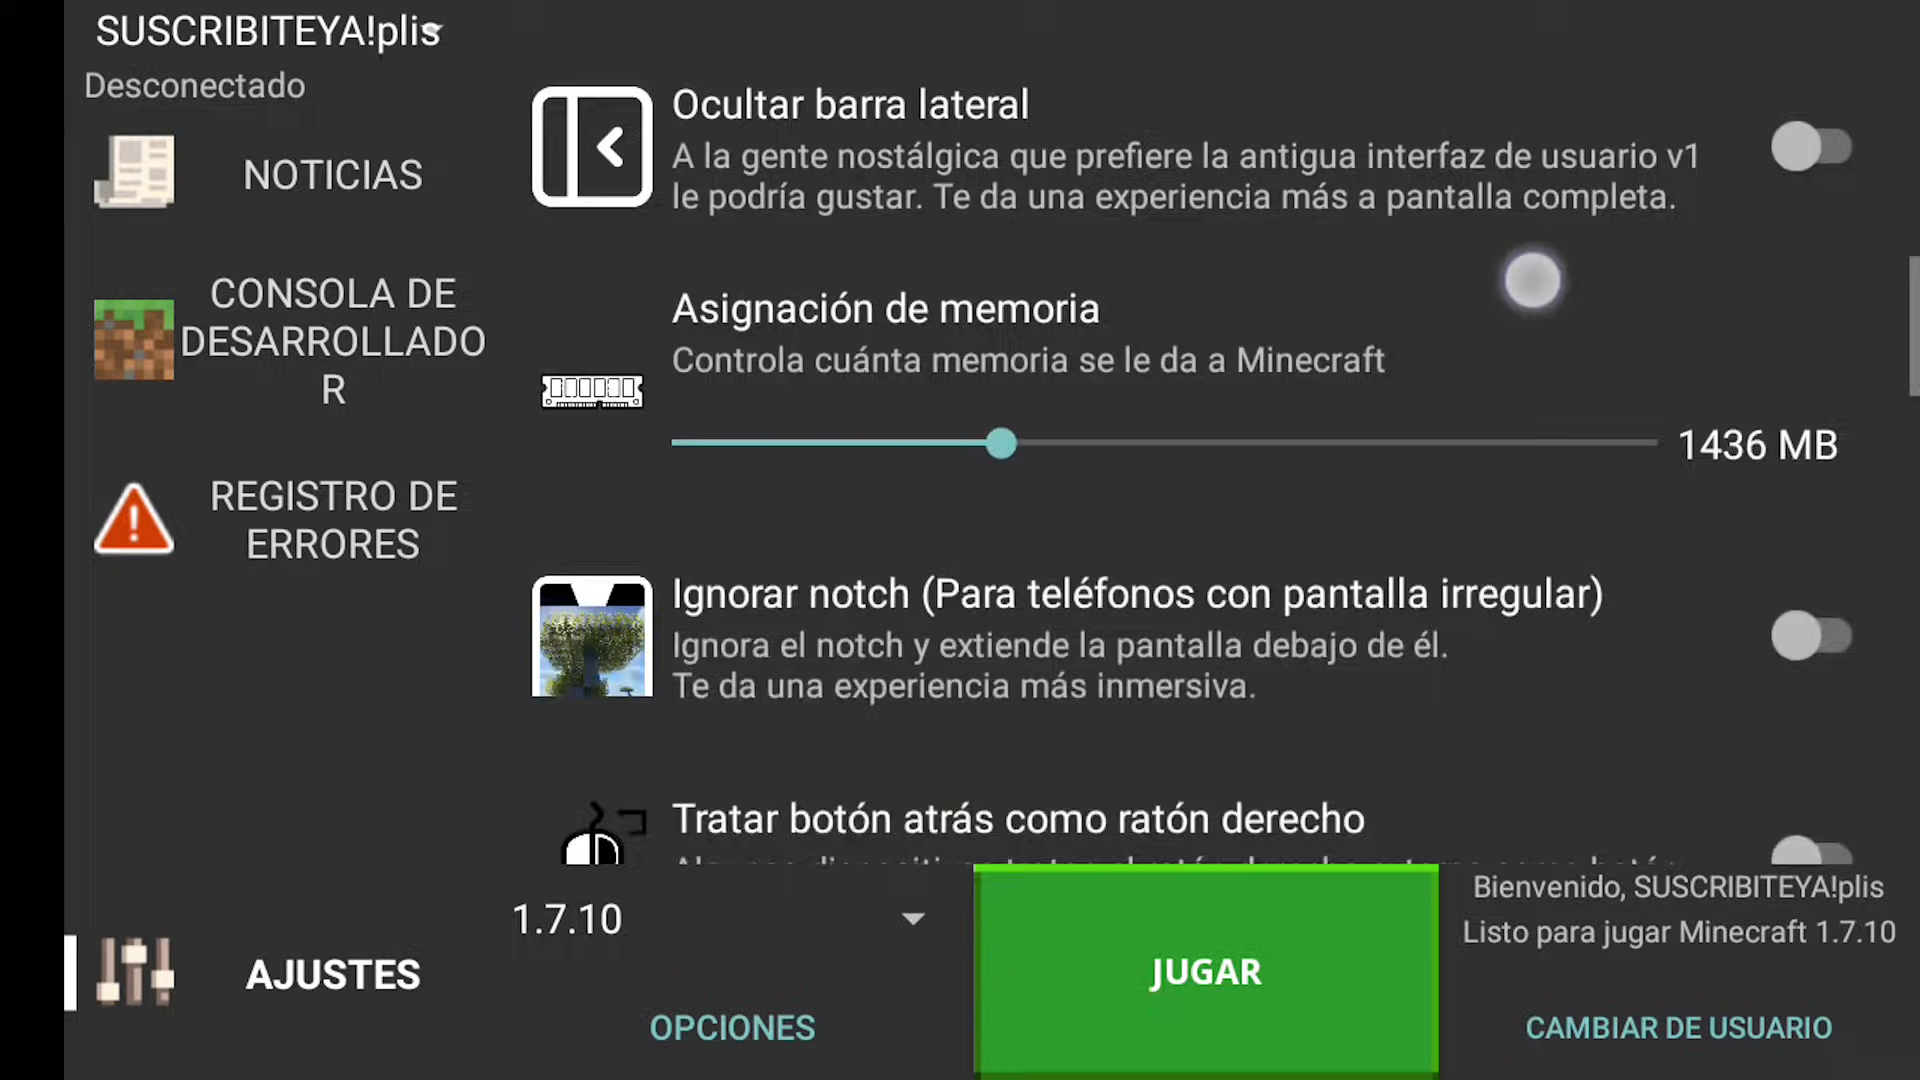 SUSCRIBITEYA!plis
Desconectado
NOTICIAS
CONSOLA DE
DESARROLLADO
R
REGISTRO DE
ERRORES
AJUSTES
Ocultar barra lateral
A la gente nostálgica que prefiere la antigua interfaz de usuario v1
le podría gustar. Te da una experiencia más a pantalla completa.
Asignación de memoria
Controla cuánta memoria se le da a Minecraft
1436 MB
Ignorar notch (Para teléfonos con pantalla irregular)
Ignora el notch y extiende la pantalla debajo de él.
Te da una experiencia más inmersiva.
Tratar botón atrás como ratón derecho
1.7.10
OPCIONES
JUGAR
Bienvenido, SUSCRIBITEYA!plis
Listo para jugar Minecraft 1.7.10
CAMBIAR DE USUARIO